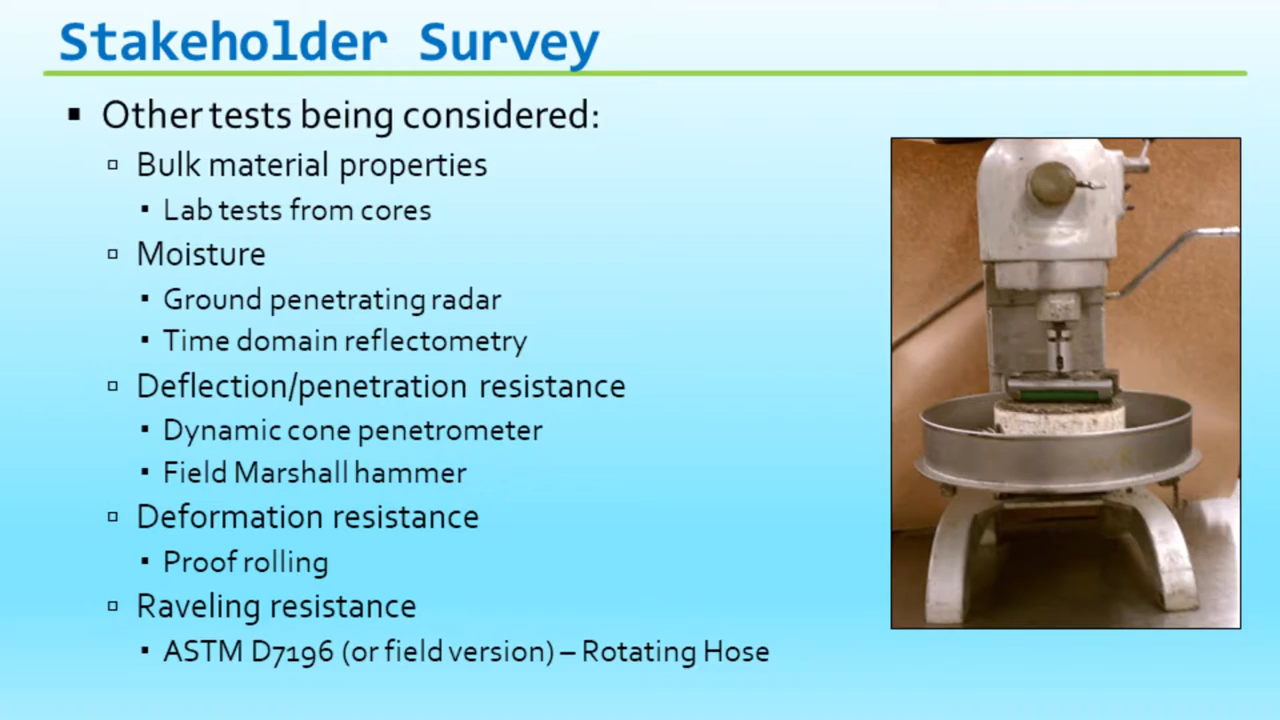 Stakeholder Survey
Other tests being considered:
Bulk material properties
Lab tests from cores
Moisture
Ground penetrating radar
Time domain reflectometry
Deflection/penetration resistance
Dynamic cone penetrometer
Field Marshall hammer
Deformation resistance
Proof rolling
Raveling resistance
ASTM D7196 (or field version) – Rotating Hose